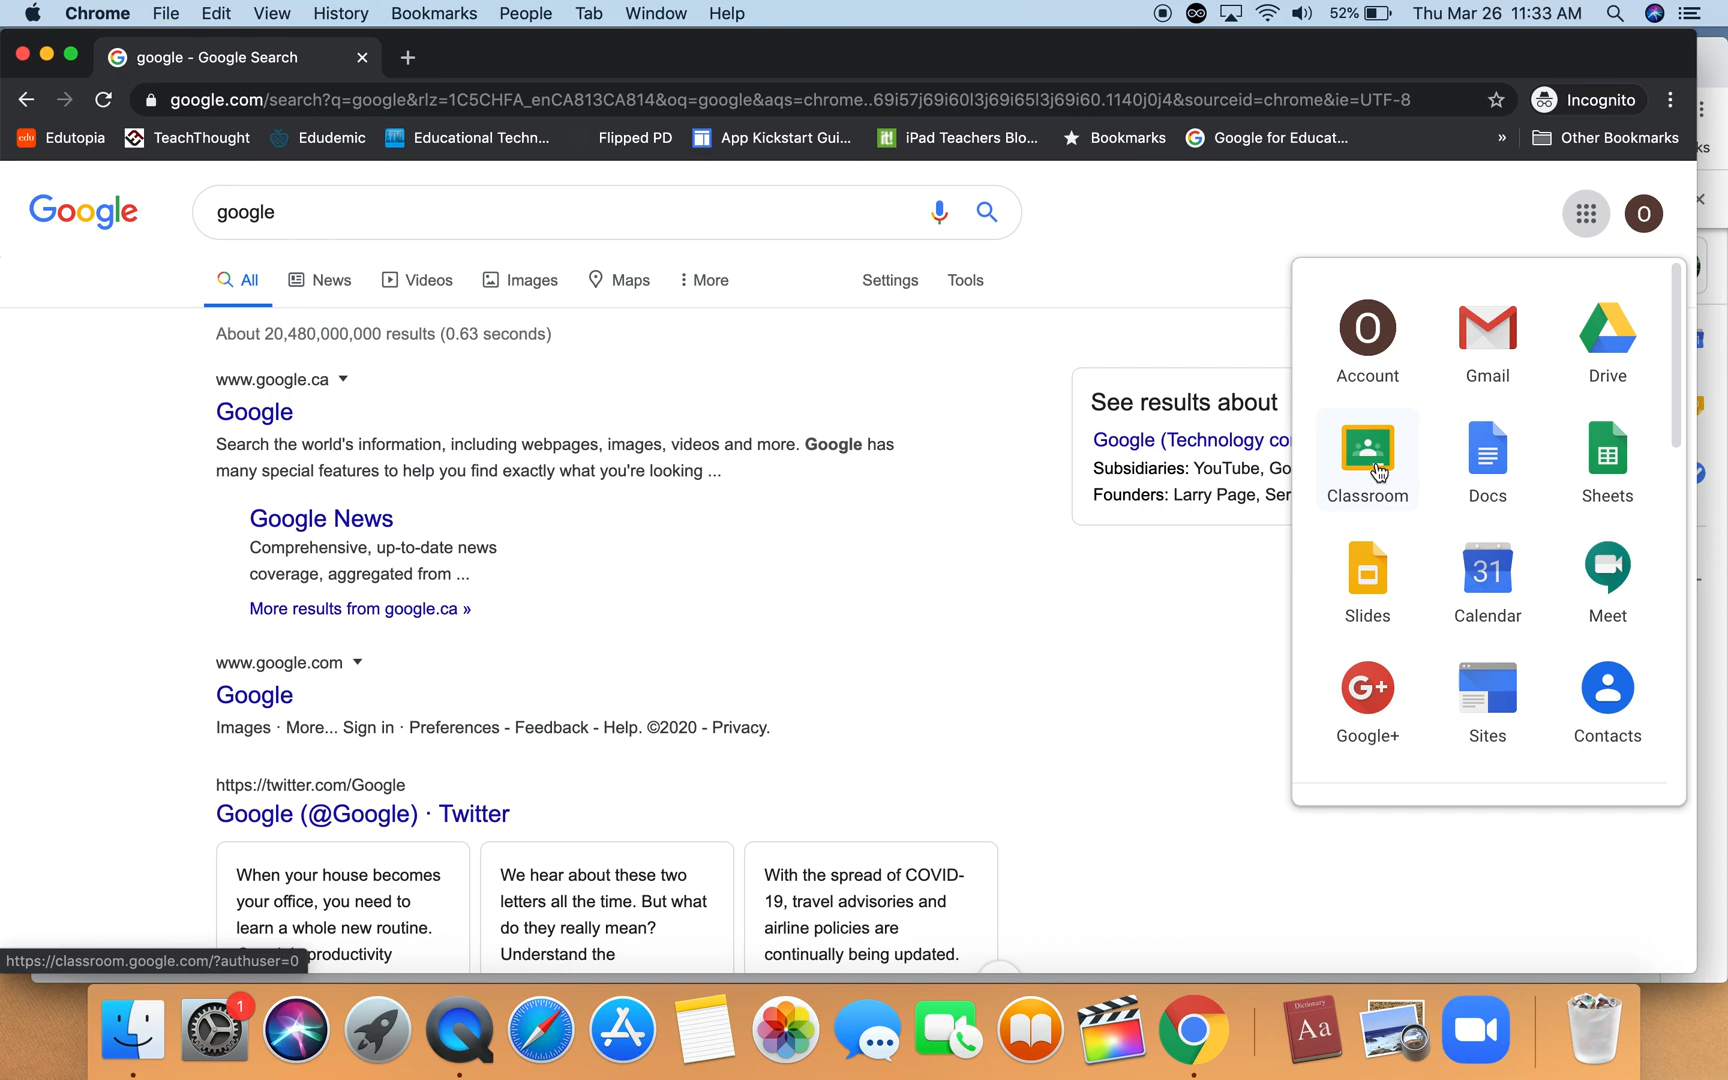 Chrome File Edit View History Bookmarks People Tab Window Help 52% Thu Mar 26 11:33 AM
google - Google Search
google.com/search?q=google&rlz=1C5CHFA_enCA813CA814&oq=google&aqs=chrome..69i57j69i60l3j69i65l3j69i60.1140j0j4&sourceid=chrome&ie=UTF-8 Incognito
edu Edutopia TeachThought Edudemic Educational Techn... Flipped PD App Kickstart Gui... it! iPad Teachers Blo... Bookmarks Google for Educat... » Other Bookmarks
ks
Google google O
All News Videos Images Maps More Settings Tools
About 20,480,000,000 results (0.63 seconds)
www.google.ca
Google
Search the world's information, including webpages, images, videos and more. Google has
many special features to help you find exactly what you're looking ...
Google News
Comprehensive, up-to-date news
coverage, aggregated from ...
More results from google.ca »
www.google.com
Google
Images · More... Sign in · Preferences - Feedback - Help. ©2020 - Privacy.
https://twitter.com/Google
Google (@Google) · Twitter
When your house becomes
your office, you need to
learn a whole new routine.
productivity
We hear about these two
letters all the time. But what
do they really mean?
Understand the
With the spread of COVID-
19, travel advisories and
airline policies are
continually being updated.
See results about
Google (Technology co
Subsidiaries: YouTube, Go
Founders: Larry Page, Ser
O
Account Gmail Drive
Classroom Docs Sheets
31
Slides Calendar Meet
G+
Google+ Sites Contacts
https://classroom.google.com/?authuser=0
1
Dictionary
Aa